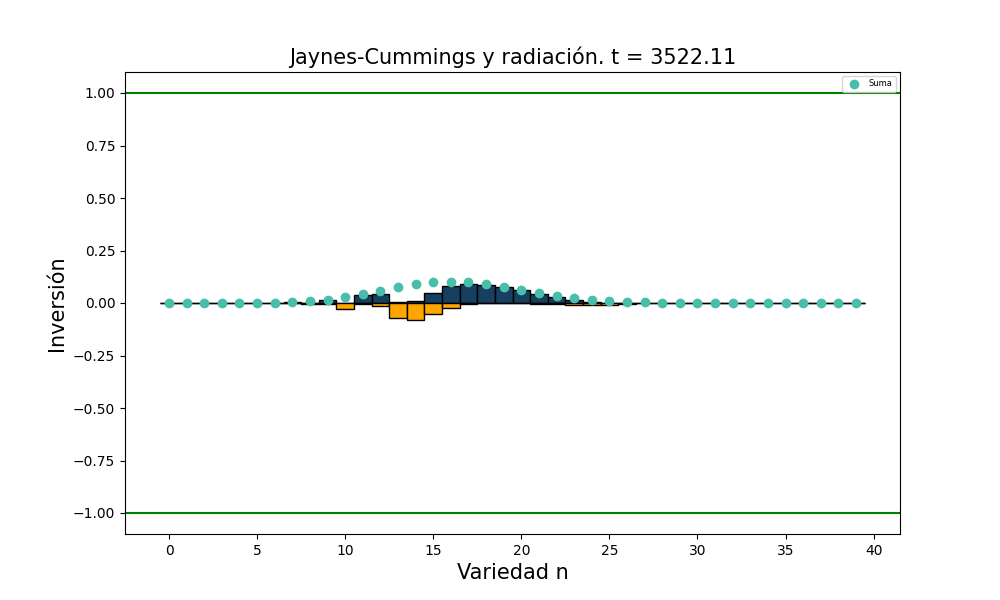 Jaynes-Cummings y radiación. t = 3522.11
Suma
1.00
0.75
0.50
0.25
0.00
−0.25
−0.50
−0.75
−1.00
Inversión
0 5 10 15 20 25 30 35 40
Variedad n